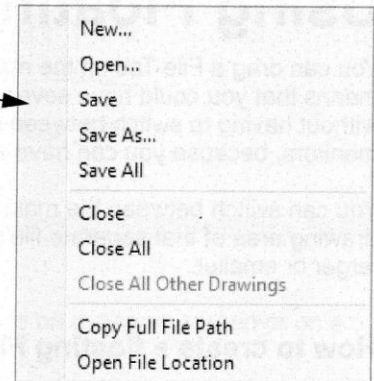 New...
Open...
Save
Save As...
Save All
Close
Close All
Close All Other Drawings
Copy Full File Path
Open File Location